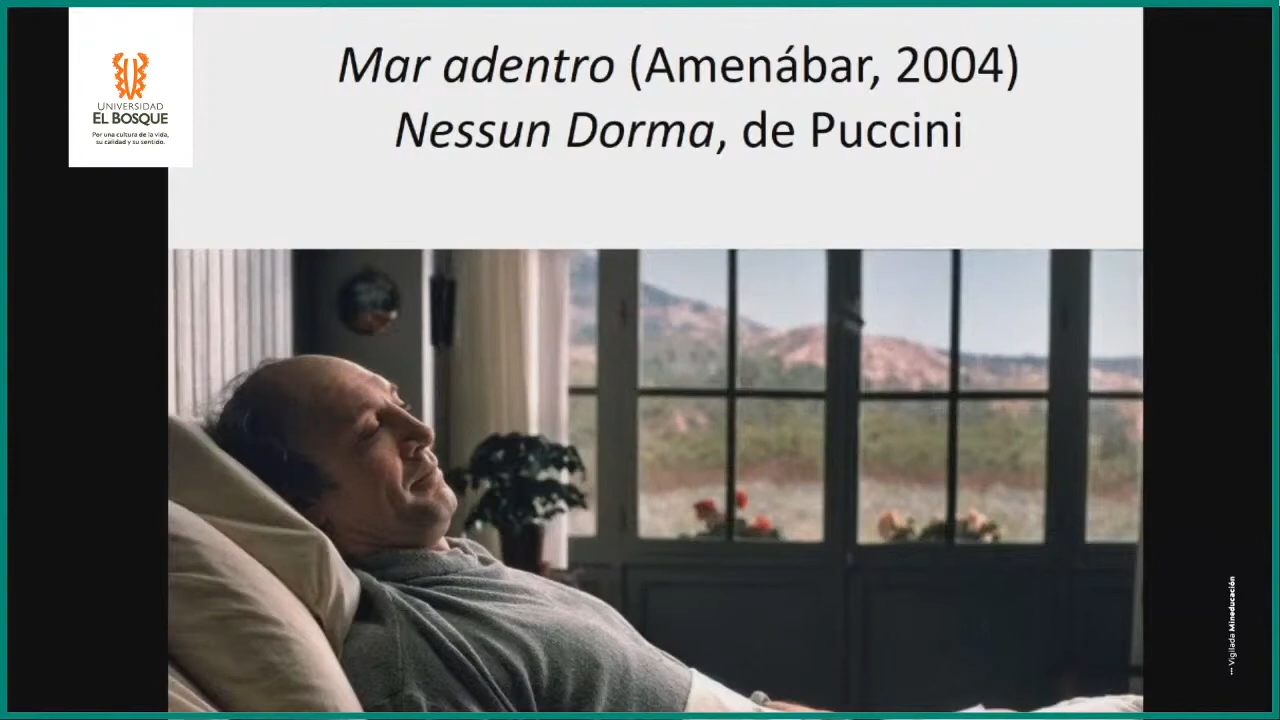 Mar adentro (Amenábar, 2004)
Nessun Dorma, de Puccini
UNIVERSIDAD
EL BOSQUE
Por una cultura de la vida,
su calidad y su sentido.
Vigilada Mineducación